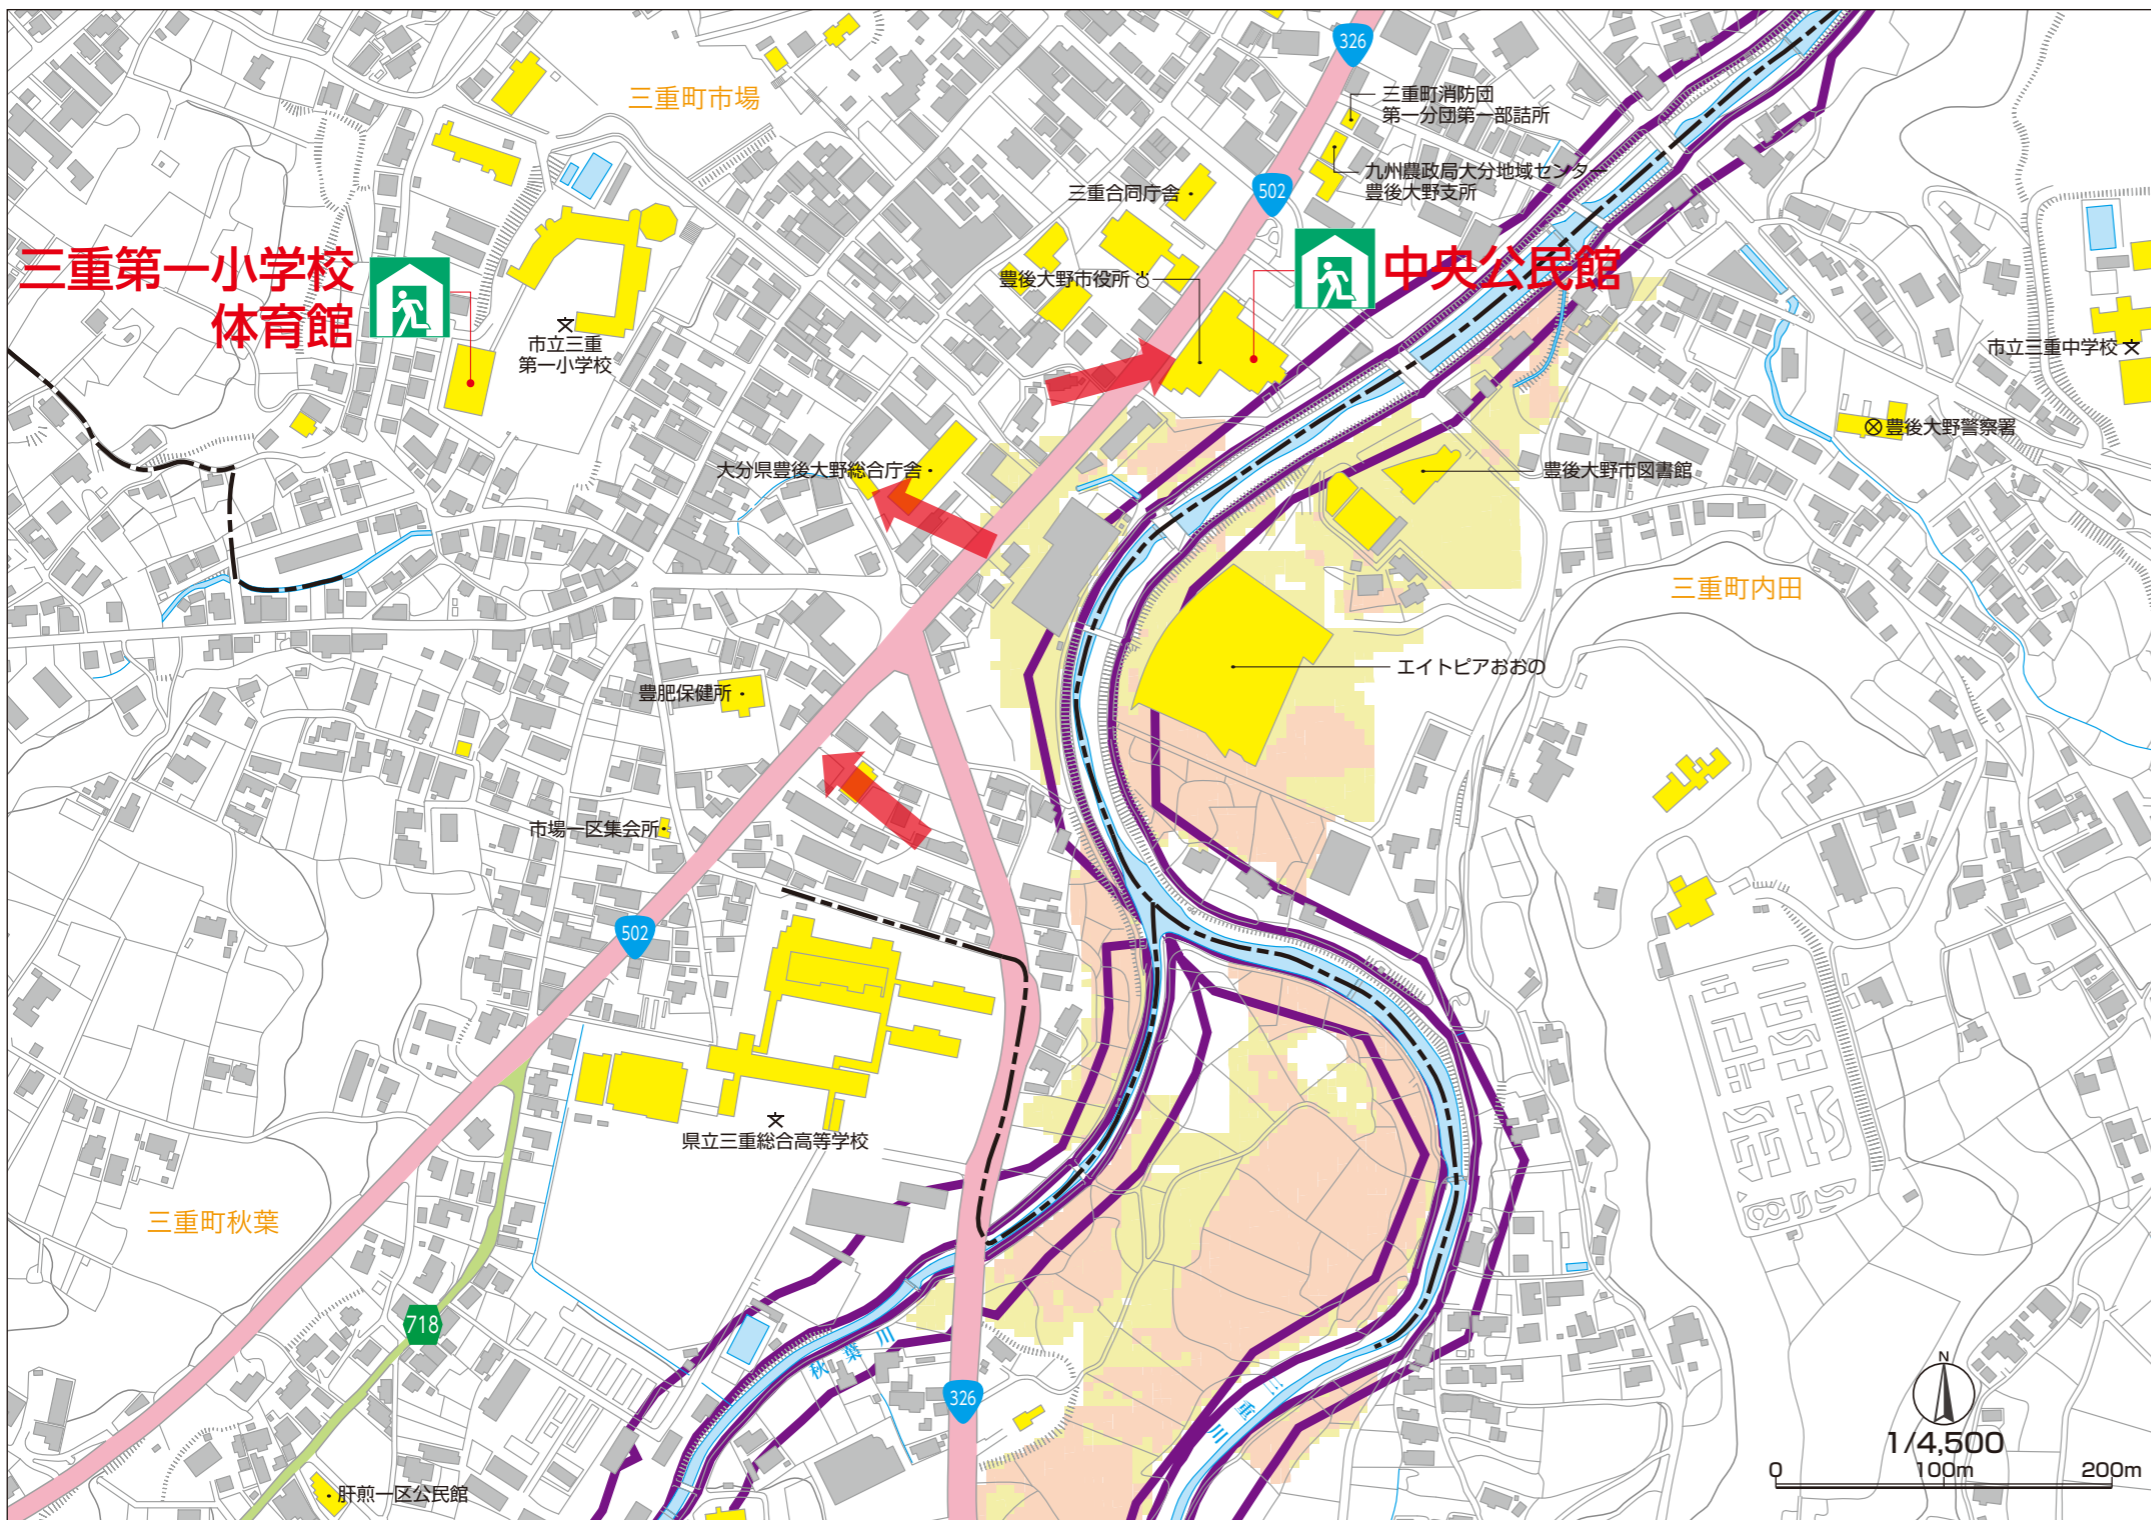 326
三重町消防団
第一分団第一部詰所
三重町市場
九州農政局大分地域センター
豊後大野支所
三重合同庁舎
502
三重第一小学校
体育館
中央公民館
豊後大野市役所
市立三重
第一小学校
市立三重中学校
豊後大野警察署
大分県豊後大野総合庁舎
豊後大野市図書館
三重町内田
エイトピアおおの
豊肥保健所
市場一区集会所
502
県立三重総合高等学校
三重町秋葉
718
秋葉川
326
三重川
N
1/4,500
0 100m 200m
肝煎一区公民館